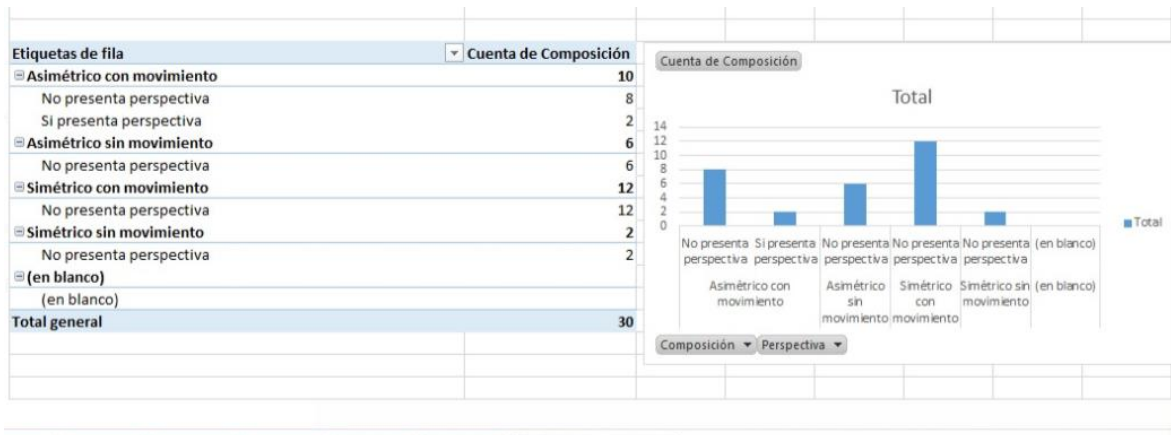 Etiquetas de fila Cuenta de Composición
Asimétrico con movimiento 10
No presenta perspectiva 8
Si presenta perspectiva 2
Asimétrico sin movimiento 6
No presenta perspectiva 6
Simétrico con movimiento 12
No presenta perspectiva 12
Simétrico sin movimiento 2
No presenta perspectiva 2
(en blanco)
(en blanco)
Total general 30
Cuenta de Composición
Total
14
12
10
8
6
4
2
0
No presenta Si presenta No presenta No presenta No presenta (en blanco)
perspectiva perspectiva perspectiva perspectiva perspectiva
Asimétrico con Asimétrico Simétrico Simétrico sin (en blanco)
movimiento sin con movimiento
movimiento movimiento
Total
Composición Perspectiva